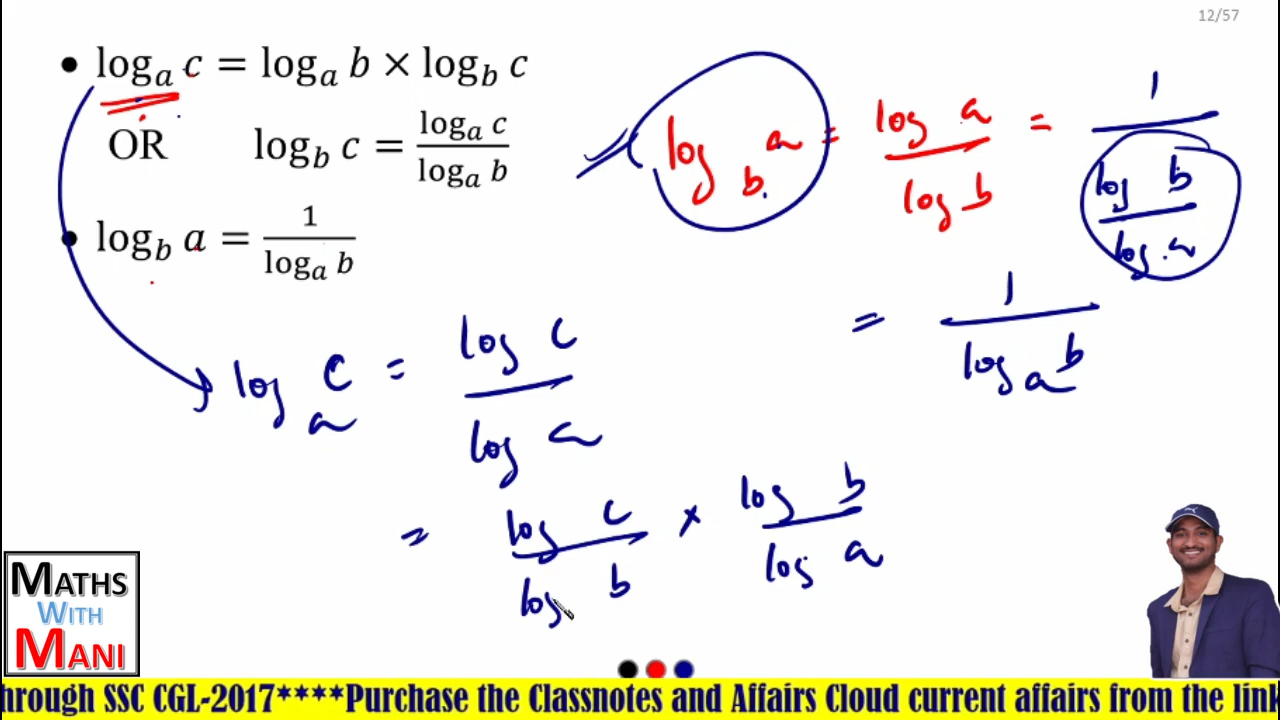 12/57
• log_a c = log_a b × log_b c
OR log_b c = log_a c / log_a b
• log_b a = 1 / log_a b
log_b a = log a / log b = 1 / (log b / log a)
= 1 / log_a b
log_a c = log c / log a
= log c / log b × log b / log a
MATHS
WITH
MANI
hrough SSC CGL-2017****Purchase the Classnotes and Affairs Cloud current affairs from the link